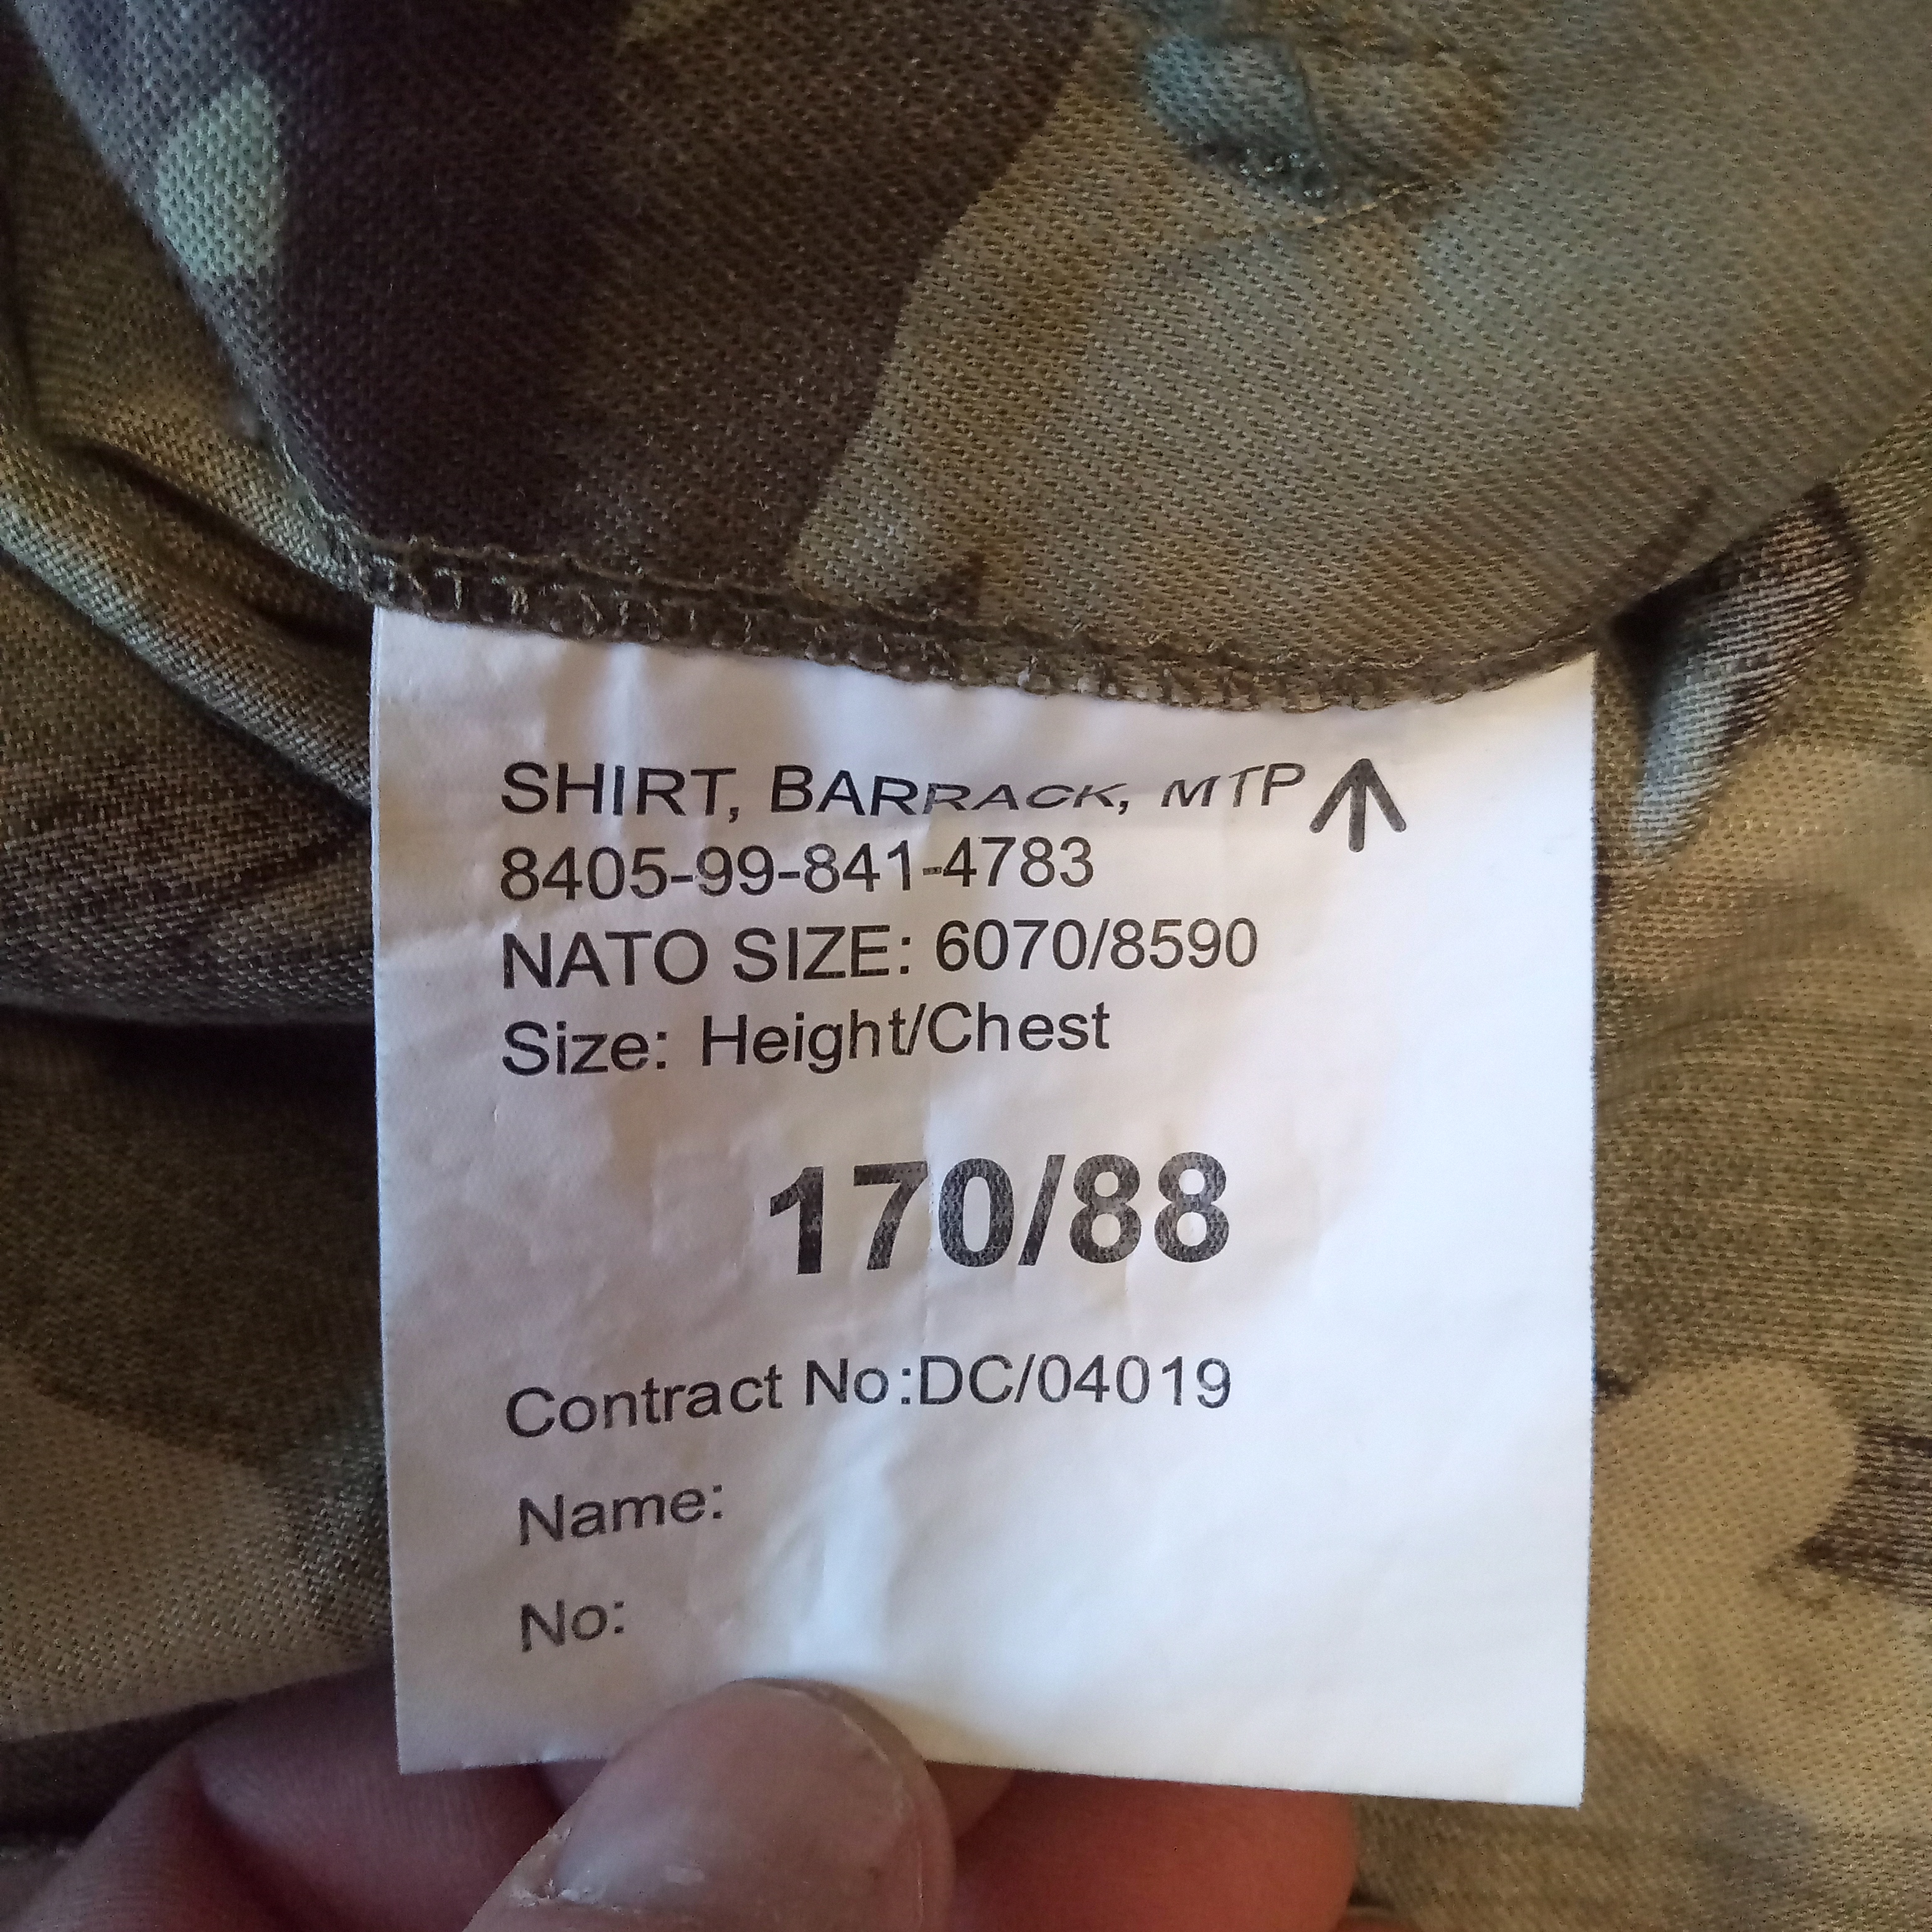 SHIRT, BARRACK, MTP
8405-99-841-4783
NATO SIZE: 6070/8590
Size: Height/Chest
170/88
Contract No:DC/04019
Name:
No: